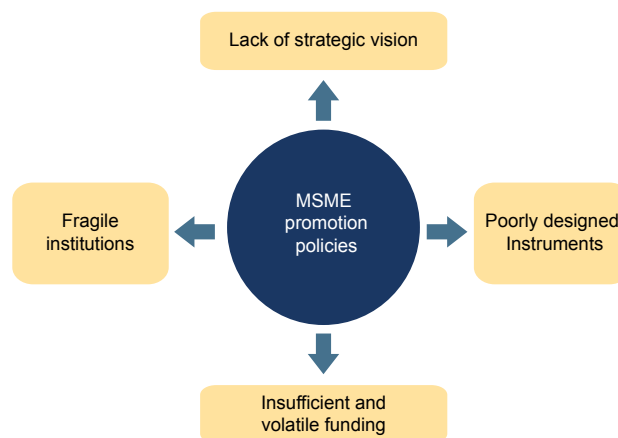 Lack of strategic vision
MSME
promotion
policies
Fragile
institutions
Poorly designed
Instruments
Insufficient and
volatile funding